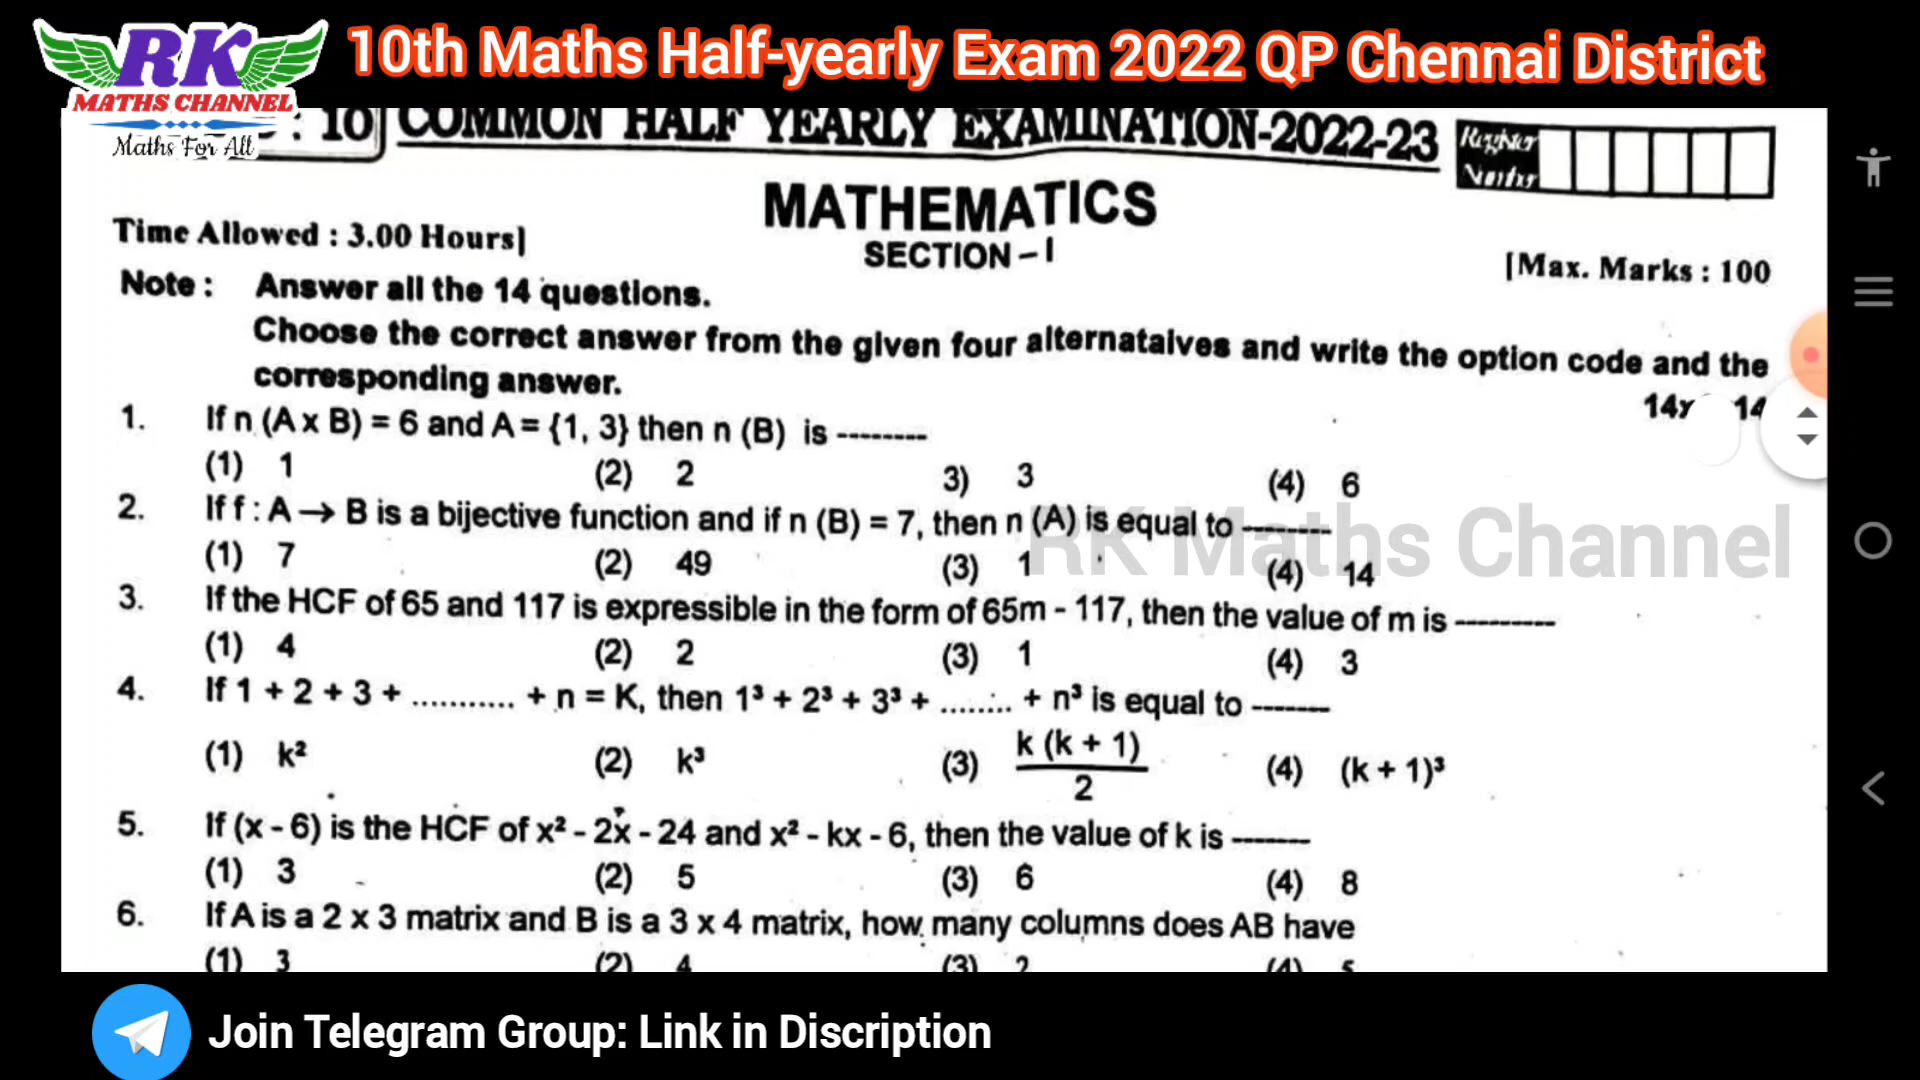 RK
MATHS CHANNEL
Maths For All
10th Maths Half-yearly Exam 2022 QP Chennai District
: 10] COMMON HALF YEARLY EXAMINATION-2022-23
Register
MATHEMATICS
Time Allowed : 3.00 Hours]
SECTION – I
[Max. Marks : 100
Note : Answer all the 14 questions.
Choose the correct answer from the given four alternataives and write the option code and the
corresponding answer.
14x 14
1. If n (A x B) = 6 and A = {1, 3} then n (B) is --------
(1) 1 (2) 2 3) 3 (4) 6
2. If f : A → B is a bijective function and if n (B) = 7, then n (A) is equal to --------
(1) 7 (2) 49 (3) 1 (4) 14
RK Maths Channel
3. If the HCF of 65 and 117 is expressible in the form of 65m - 117, then the value of m is ---------
(1) 4 (2) 2 (3) 1 (4) 3
4. If 1 + 2 + 3 + ........... + n = K, then 1³ + 2³ + 3³ + ........ + n³ is equal to -------
(1) k² (2) k³ (3) k (k + 1) / 2 (4) (k + 1)³
5. If (x - 6) is the HCF of x² - 2x - 24 and x² - kx - 6, then the value of k is -------
(1) 3 (2) 5 (3) 6 (4) 8
6. If A is a 2 x 3 matrix and B is a 3 x 4 matrix, how many columns does AB have
(1) 3 (2) 4 (3) 2 (4) 5
Join Telegram Group: Link in Discription